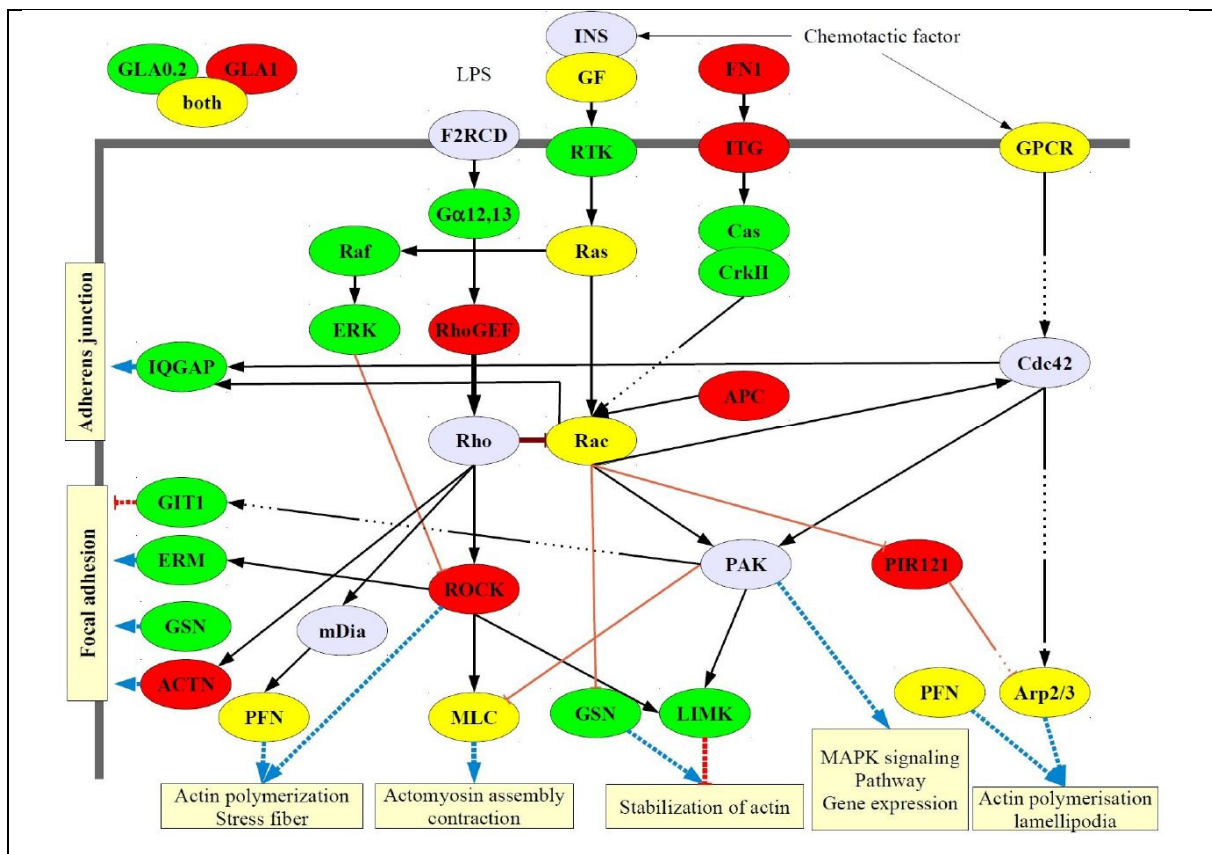 INS
Chemotactic factor
GLA0.2
GLA1
both
LPS
GF
FN1
F2RCD
RTK
ITG
GPCR
Gα12,13
Cas
Raf
Ras
CrkII
ERK
RhoGEF
IQGAP
Cdc42
Adherens junction
APC
Rho
Rac
GIT1
Focal adhesion
ERM
ROCK
PAK
PIR121
GSN
mDia
ACTN
PFN
MLC
GSN
LIMK
PFN
Arp2/3
Actin polymerization
Stress fiber
Actomyosin assembly
contraction
Stabilization of actin
MAPK signaling
Pathway
Gene expression
Actin polymerisation
lamellipodia